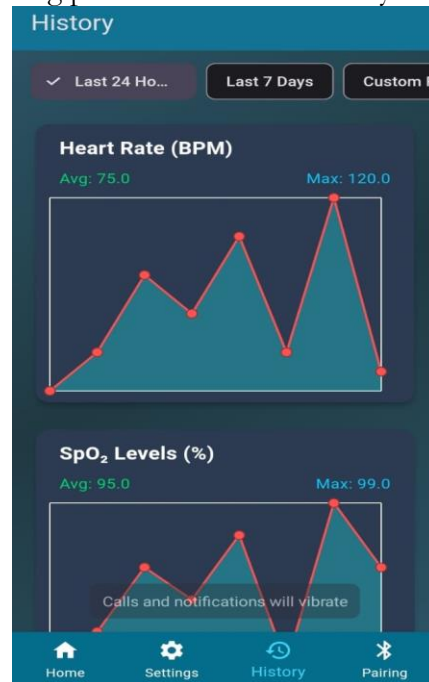 History
Last 24 Ho...
Last 7 Days
Custom
Heart Rate (BPM)
Avg: 75.0
Max: 120.0
SpO₂ Levels (%)
Avg: 95.0
Max: 99.0
Calls and notifications will vibrate
Home
Settings
History
Pairing